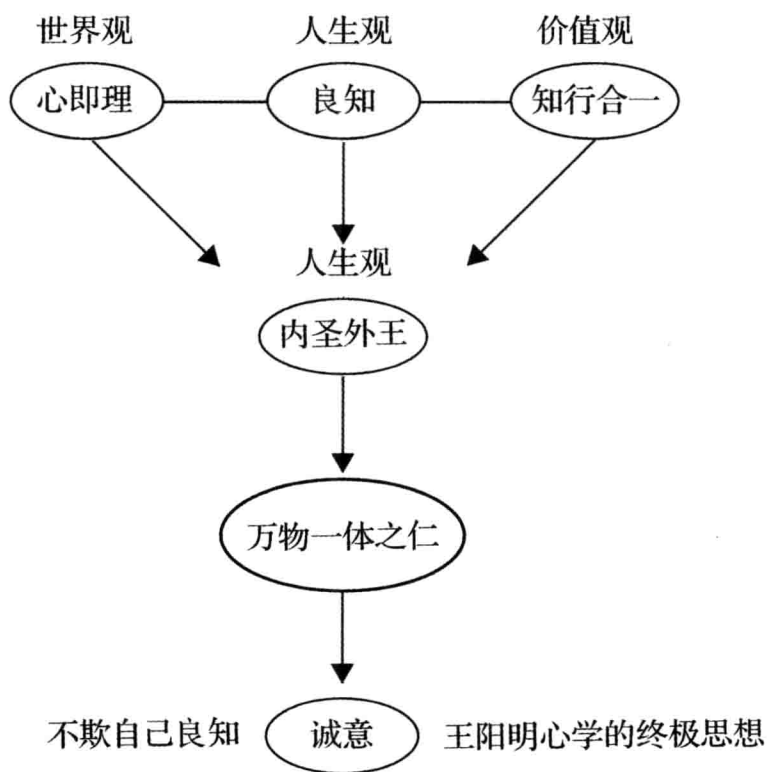 世界观 人生观 价值观
心即理 良知 知行合一
人生观
内圣外王
万物一体之仁
不欺自己良知 诚意 王阳明心学的终极思想